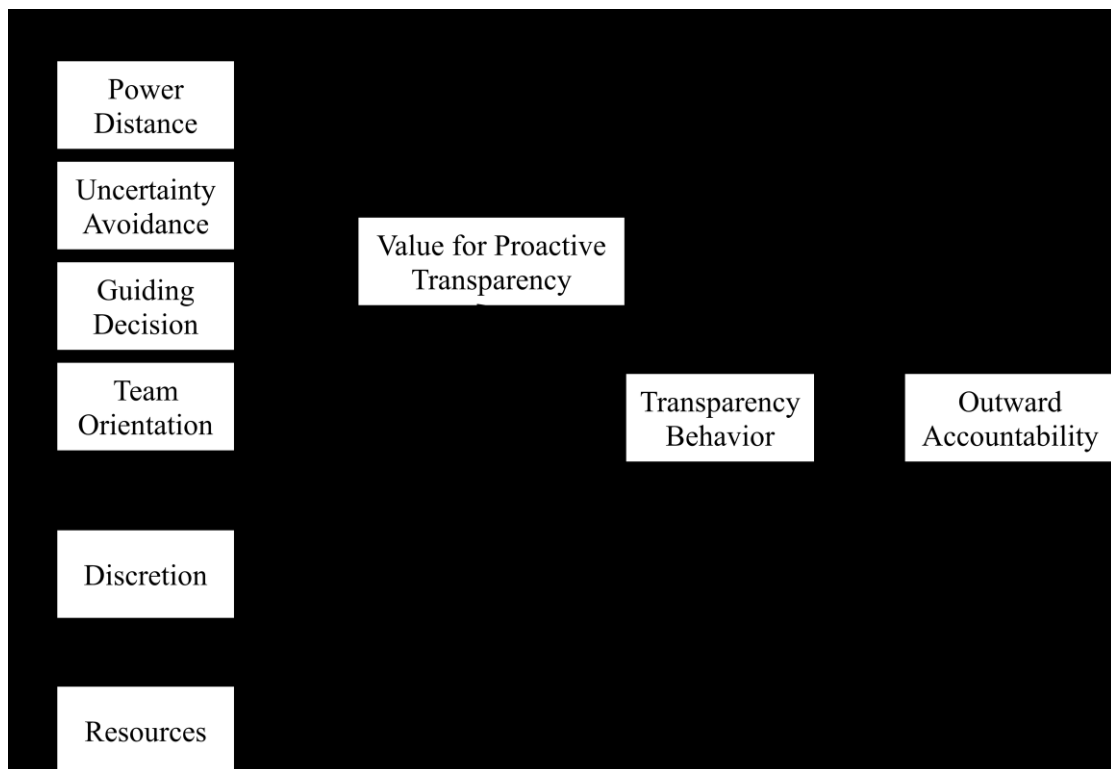 Power
Distance
Uncertainty
Avoidance
Guiding
Decision
Team
Orientation
Discretion
Resources
Value for Proactive
Transparency
Transparency
Behavior
Outward
Accountability